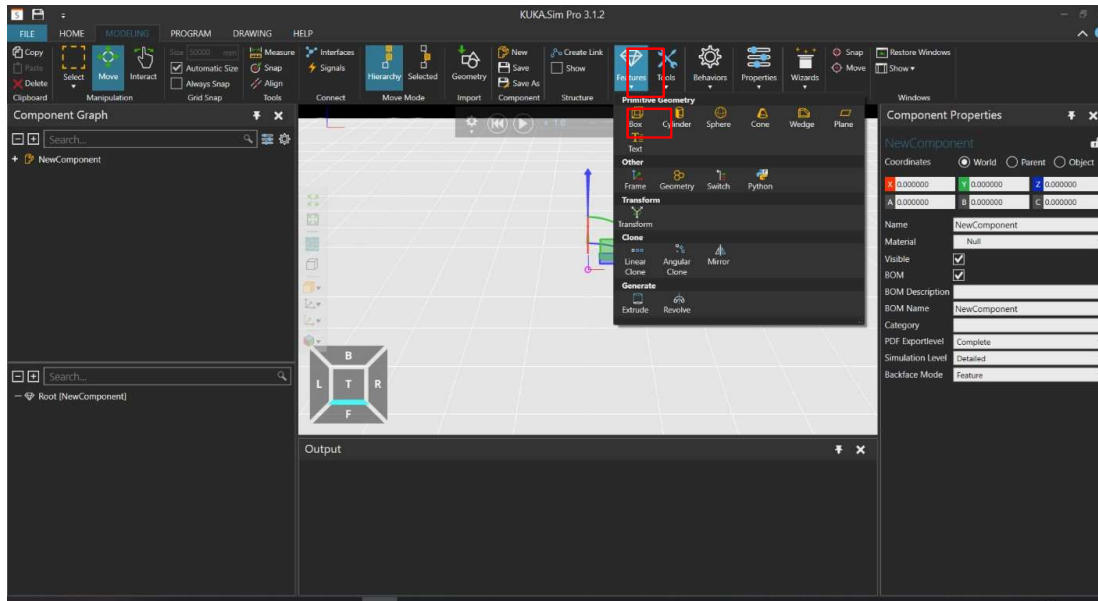 KUKA.Sim Pro 3.1.2
FILE HOME MODELING PROGRAM DRAWING HELP
Copy
Paste
Delete
Clipboard
Select
Move
Interact
Manipulation
Size 50000 mm
Automatic Size
Always Snap
Grid Snap
Measure
Snap
Align
Tools
Interfaces
Signals
Connect
Hierarchy
Selected
Move Mode
Geometry
Import
New
Save
Save As
Component
Create Link
Show
Structure
Features
Tools
Behaviors
Properties
Wizards
Snap
Move
Restore Windows
Show
Windows
Component Graph
Search...
NewComponent
Search...
Root [NewComponent]
x 1.0
B
L T R
F
Primitive Geometry
Box Cylinder Sphere Cone Wedge Plane
Text
Other
Frame Geometry Switch Python
Transform
Transform
Clone
Linear Clone
Angular Clone
Mirror
Generate
Extrude Revolve
Output
Component Properties
NewComponent
Coordinates World Parent Object
X 0.000000 Y 0.000000 Z 0.000000
A 0.000000 B 0.000000 C 0.000000
Name NewComponent
Material Null
Visible
BOM
BOM Description
BOM Name NewComponent
Category
PDF Exportlevel Complete
Simulation Level Detailed
Backface Mode Feature